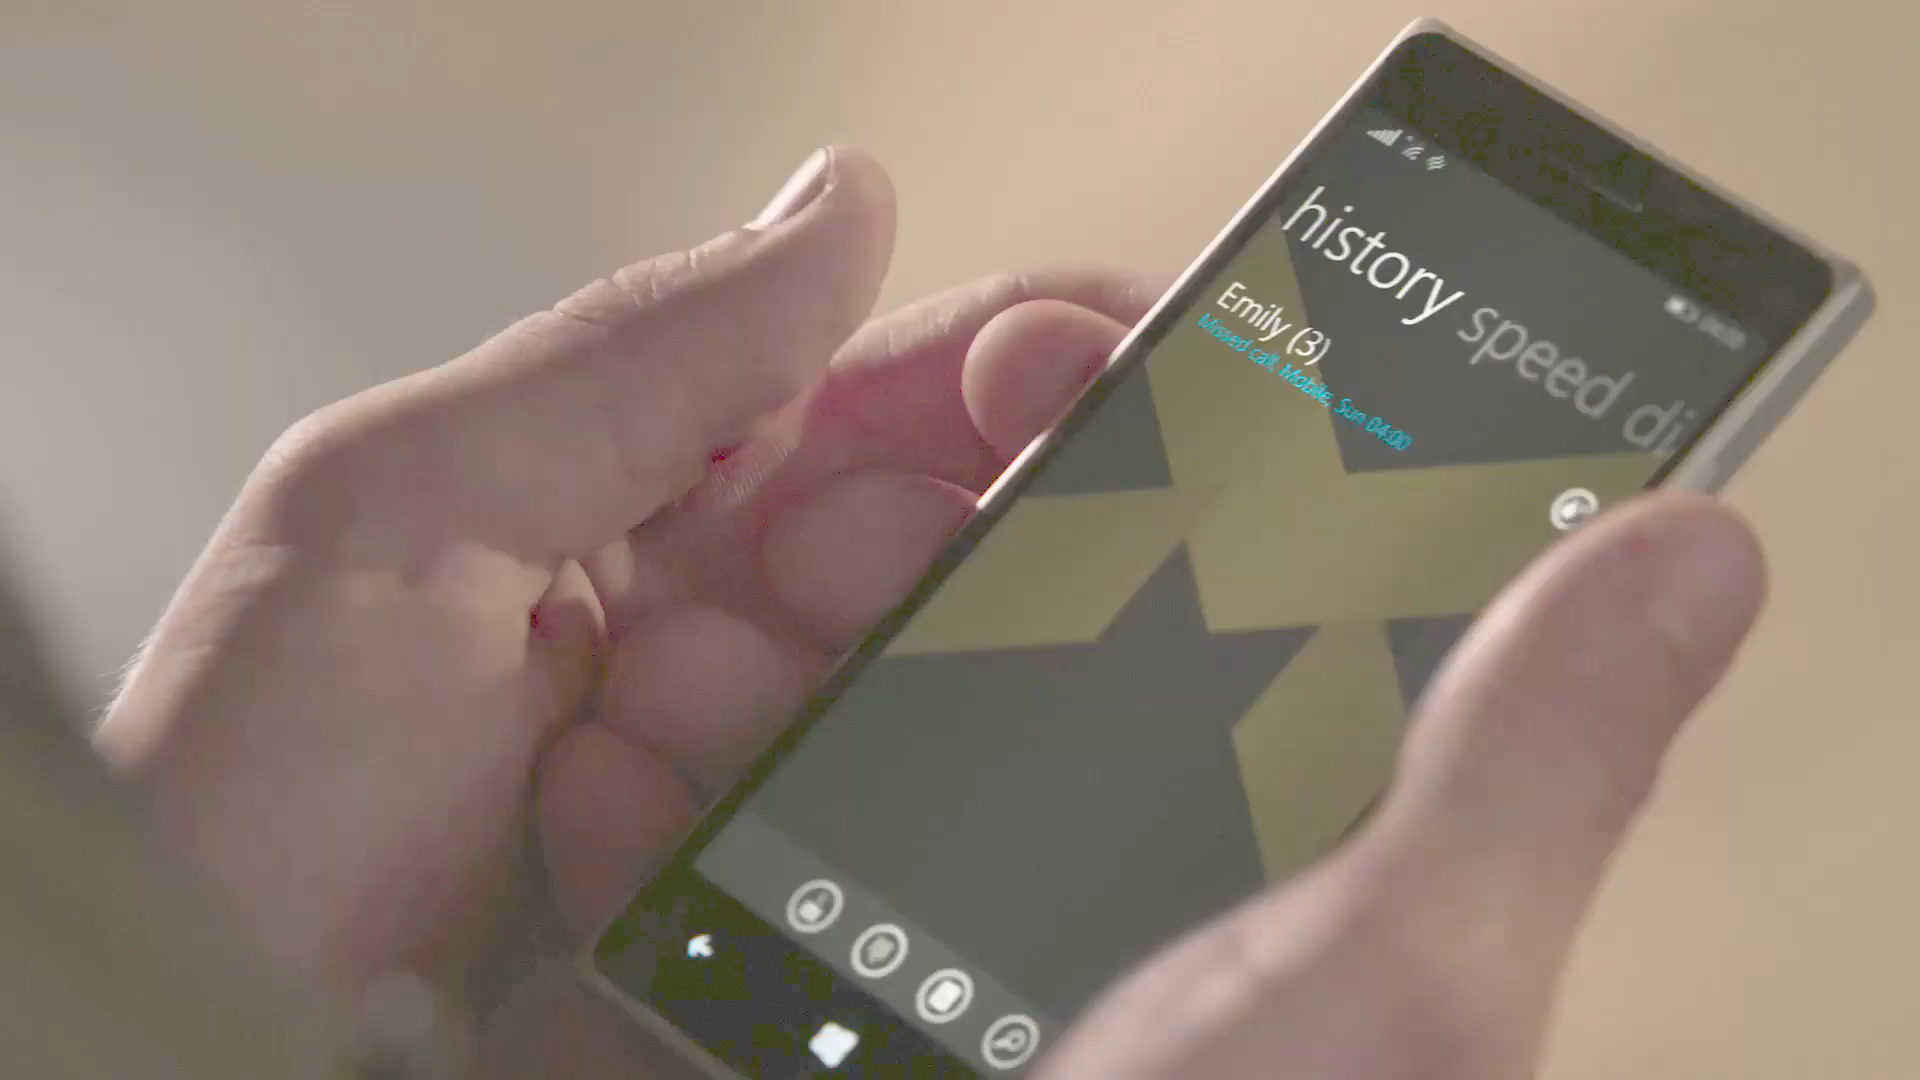 history speed di
Emily (3)
Missed call, Mobile, Sun 04:00